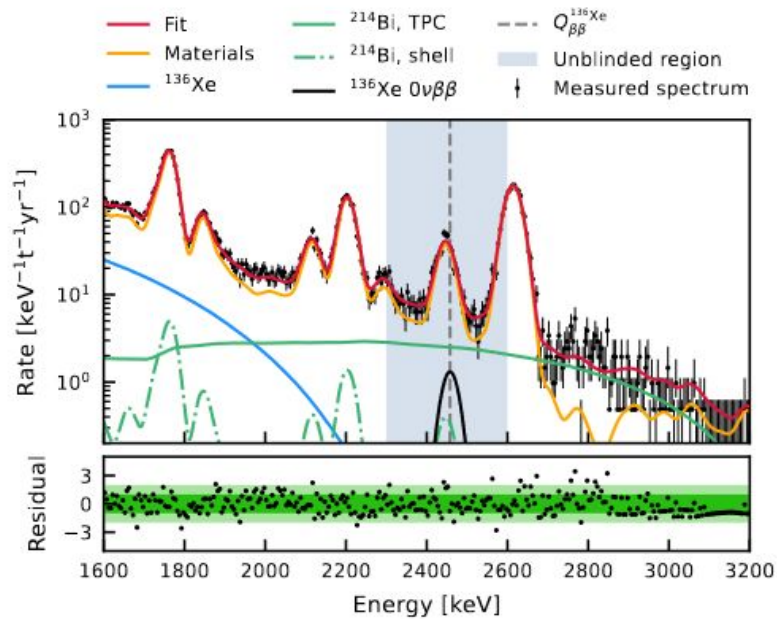 Fit
Materials
¹³⁶Xe
²¹⁴Bi, TPC
²¹⁴Bi, shell
¹³⁶Xe 0νββ
Q_ββ^¹³⁶Xe
Unblinded region
Measured spectrum
10³
10²
10¹
10⁰
Rate [keV⁻¹t⁻¹yr⁻¹]
3
0
−3
Residual
1600 1800 2000 2200 2400 2600 2800 3000 3200
Energy [keV]